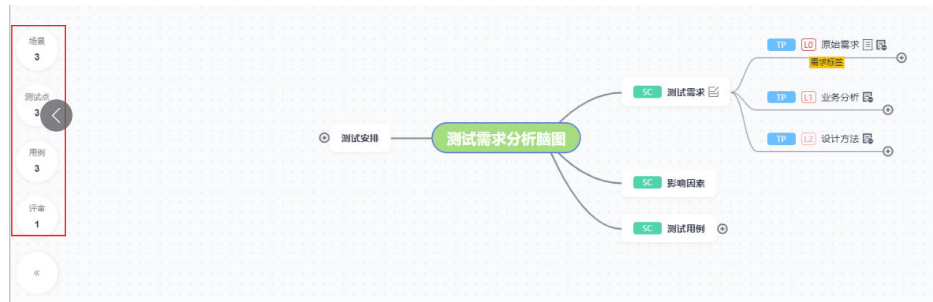 场景
3
测试点
3
用例
3
评审
1
«
测试安排
测试需求分析脑图
SC 测试需求
TP L0 原始需求
需求标签
TP L1 业务分析
TP L2 设计方法
SC 影响因素
SC 测试用例